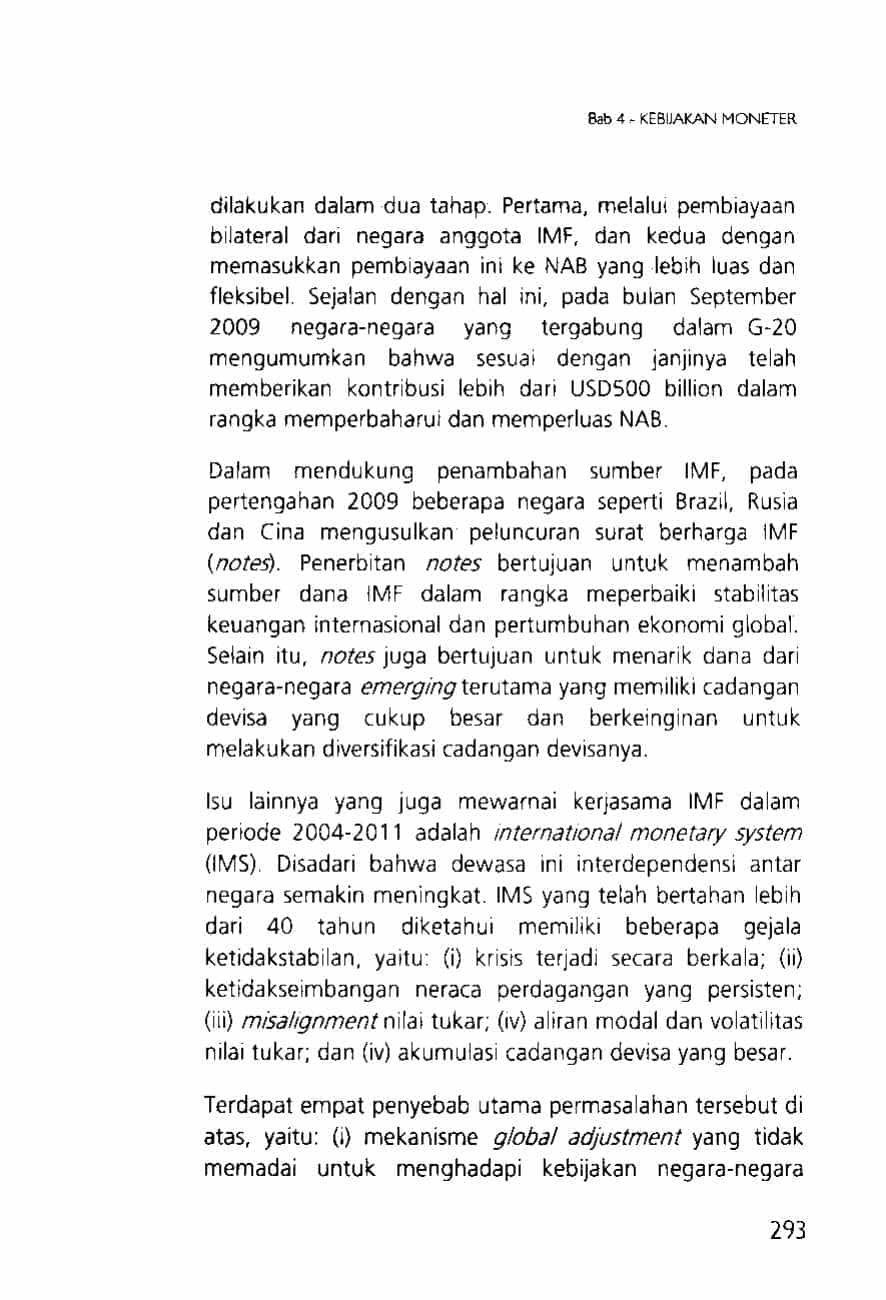 Bab 4 - KEBIJAKAN MONETER
dilakukan dalam dua tahap. Pertama, melalui pembiayaan
bilateral dari negara anggota IMF, dan kedua dengan
memasukkan pembiayaan ini ke NAB yang lebih luas dan
fleksibel. Sejalan dengan hal ini, pada bulan September
2009 negara-negara yang tergabung dalam G-20
mengumumkan bahwa sesuai dengan janjinya telah
memberikan kontribusi lebih dari USD500 billion dalam
rangka memperbaharui dan memperluas NAB.
Dalam mendukung penambahan sumber IMF, pada
pertengahan 2009 beberapa negara seperti Brazil, Rusia
dan Cina mengusulkan peluncuran surat berharga IMF
(notes). Penerbitan notes bertujuan untuk menambah
sumber dana IMF dalam rangka meperbaiki stabilitas
keuangan internasional dan pertumbuhan ekonomi global.
Selain itu, notes juga bertujuan untuk menarik dana dari
negara-negara emerging terutama yang memiliki cadangan
devisa yang cukup besar dan berkeinginan untuk
melakukan diversifikasi cadangan devisanya.
Isu lainnya yang juga mewarnai kerjasama IMF dalam
periode 2004-2011 adalah international monetary system
(IMS). Disadari bahwa dewasa ini interdependensi antar
negara semakin meningkat. IMS yang telah bertahan lebih
dari 40 tahun diketahui memiliki beberapa gejala
ketidakstabilan, yaitu: (i) krisis terjadi secara berkala; (ii)
ketidakseimbangan neraca perdagangan yang persisten;
(iii) misalignment nilai tukar; (iv) aliran modal dan volatilitas
nilai tukar; dan (iv) akumulasi cadangan devisa yang besar.
Terdapat empat penyebab utama permasalahan tersebut di
atas, yaitu: (i) mekanisme global adjustment yang tidak
memadai untuk menghadapi kebijakan negara-negara
293